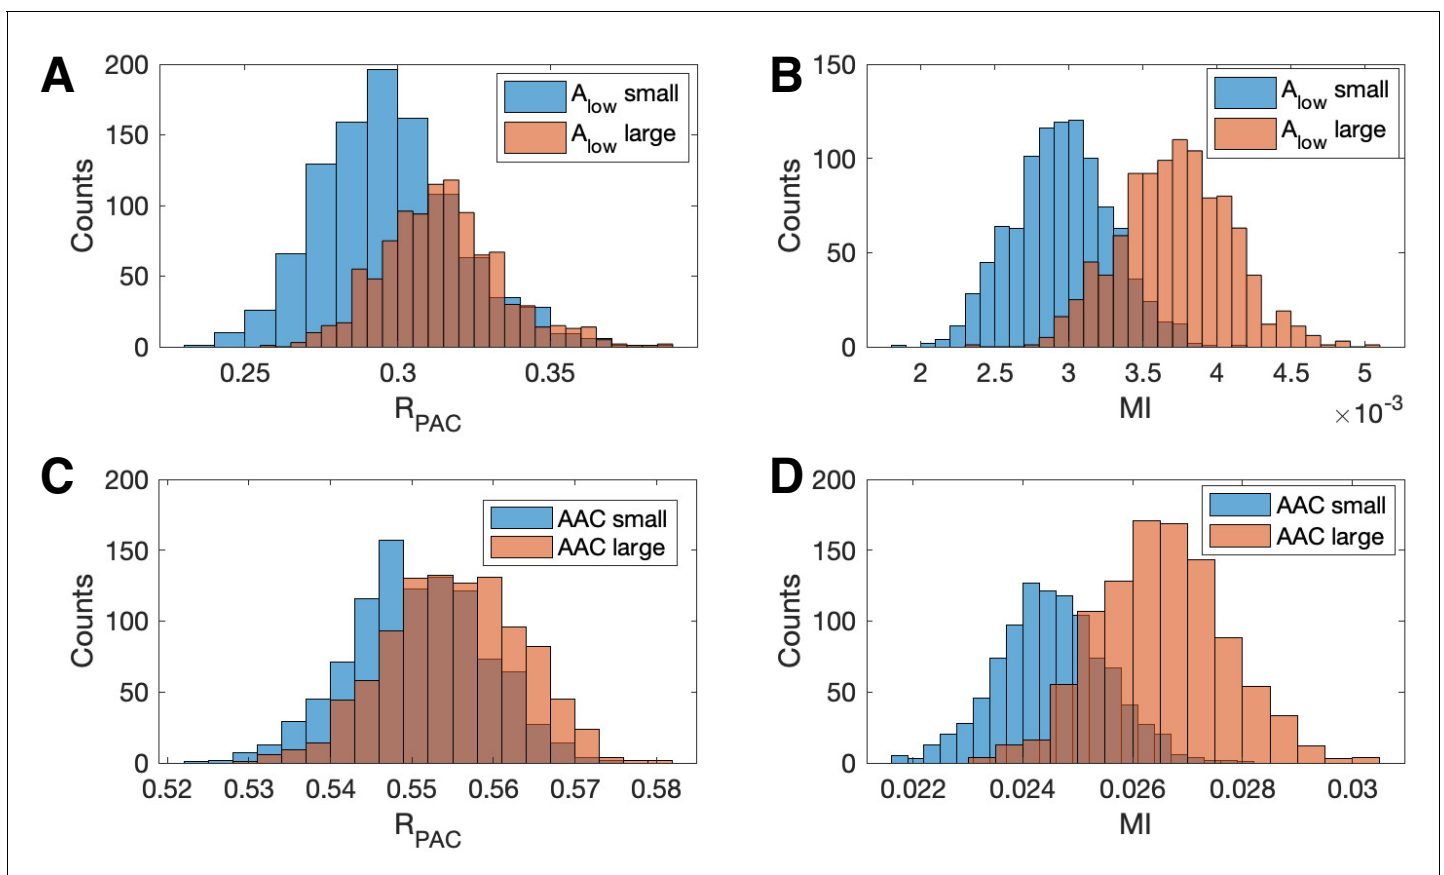 A
200
150
100
50
0
Counts
0.25 0.3 0.35
R_PAC
A_low small
A_low large
B
150
100
50
0
Counts
2 2.5 3 3.5 4 4.5 5
MI
×10^-3
A_low small
A_low large
C
200
150
100
50
0
Counts
0.52 0.53 0.54 0.55 0.56 0.57 0.58
R_PAC
AAC small
AAC large
D
200
150
100
50
0
Counts
0.022 0.024 0.026 0.028 0.03
MI
AAC small
AAC large